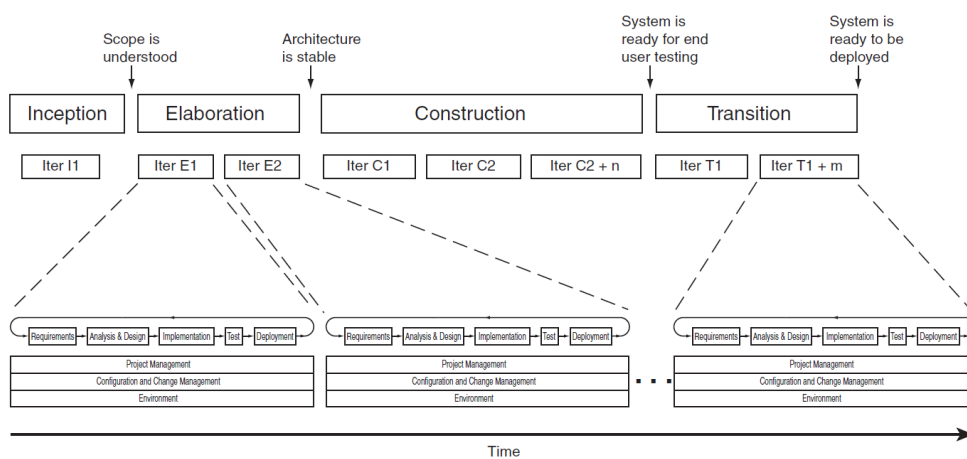 Scope is
understood
Architecture
is stable
System is
ready for end
user testing
System is
ready to be
deployed
Inception
Elaboration
Construction
Transition
Iter I1
Iter E1
Iter E2
Iter C1
Iter C2
Iter C2 + n
Iter T1
Iter T1 + m
Requirements
Analysis & Design
Implementation
Test
Deployment
Project Management
Configuration and Change Management
Environment
Requirements
Analysis & Design
Implementation
Test
Deployment
Project Management
Configuration and Change Management
Environment
. . .
Requirements
Analysis & Design
Implementation
Test
Deployment
Project Management
Configuration and Change Management
Environment
Time